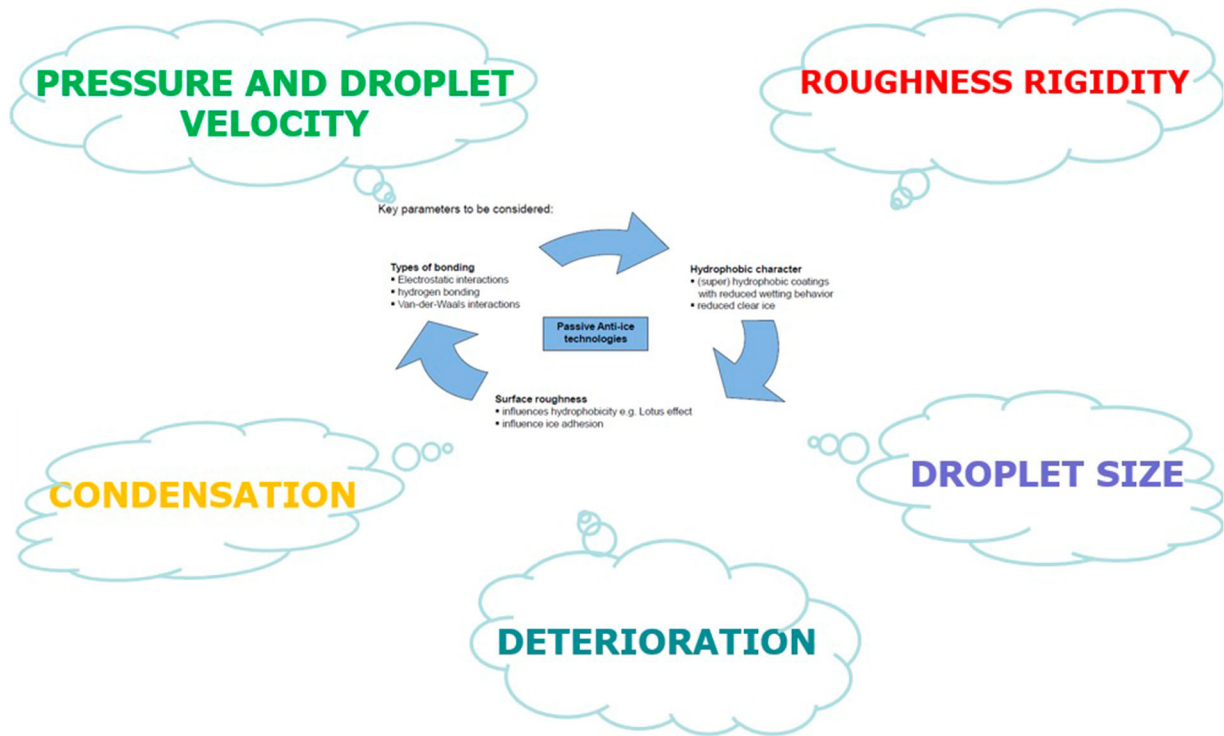 PRESSURE AND DROPLET
VELOCITY
ROUGHNESS RIGIDITY
Key parameters to be considered:
Types of bonding
▪ Electrostatic interactions
▪ hydrogen bonding
▪ Van-der-Waals interactions
Hydrophobic character
▪ (super) hydrophobic coatings
with reduced wetting behavior
▪ reduced clear ice
Passive Anti-ice
technologies
Surface roughness
▪ influences hydrophobicity e.g. Lotus effect
▪ influence ice adhesion
CONDENSATION
DROPLET SIZE
DETERIORATION